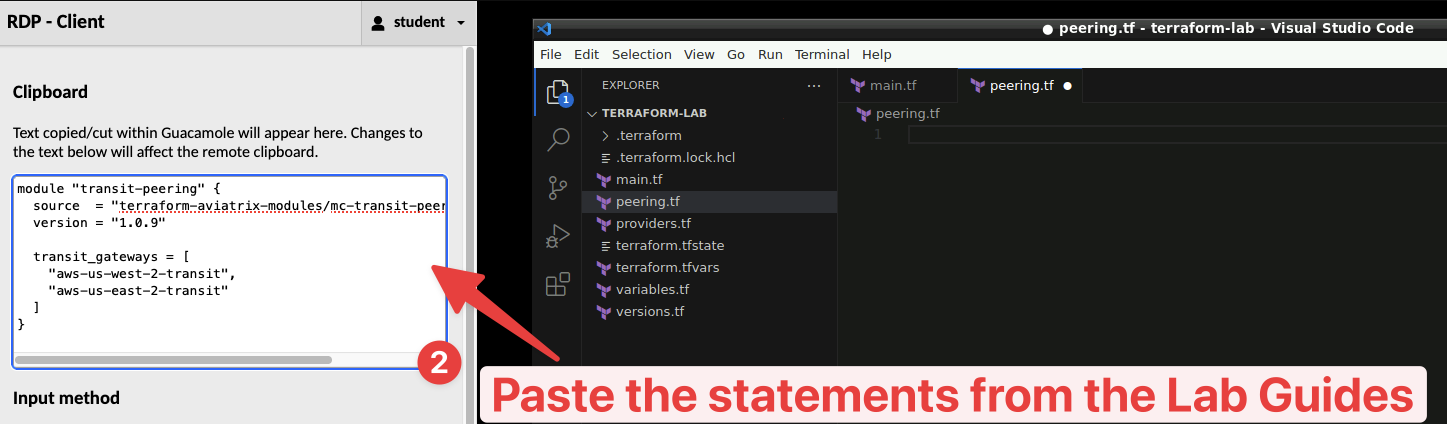 RDP - Client
student
Clipboard
Text copied/cut within Guacamole will appear here. Changes to
the text below will affect the remote clipboard.
module "transit-peering" {
  source  = "terraform-aviatrix-modules/mc-transit-peer
  version = "1.0.9"
  transit_gateways = [
    "aws-us-west-2-transit",
    "aws-us-east-2-transit"
  ]
}
2
Input method
peering.tf - terraform-lab - Visual Studio Code
File Edit Selection View Go Run Terminal Help
1
EXPLORER
TERRAFORM-LAB
.terraform
.terraform.lock.hcl
main.tf
peering.tf
providers.tf
terraform.tfstate
terraform.tfvars
variables.tf
versions.tf
main.tf
peering.tf
peering.tf
1
Paste the statements from the Lab Guides